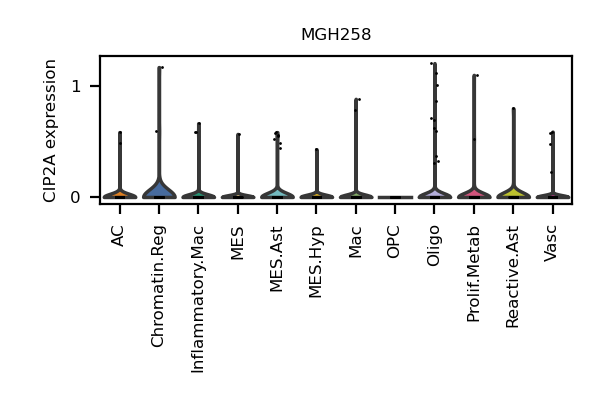 MGH258
CIP2A expression
1
0
AC
Chromatin.Reg
Inflammatory.Mac
MES
MES.Ast
MES.Hyp
Mac
OPC
Oligo
Prolif.Metab
Reactive.Ast
Vasc